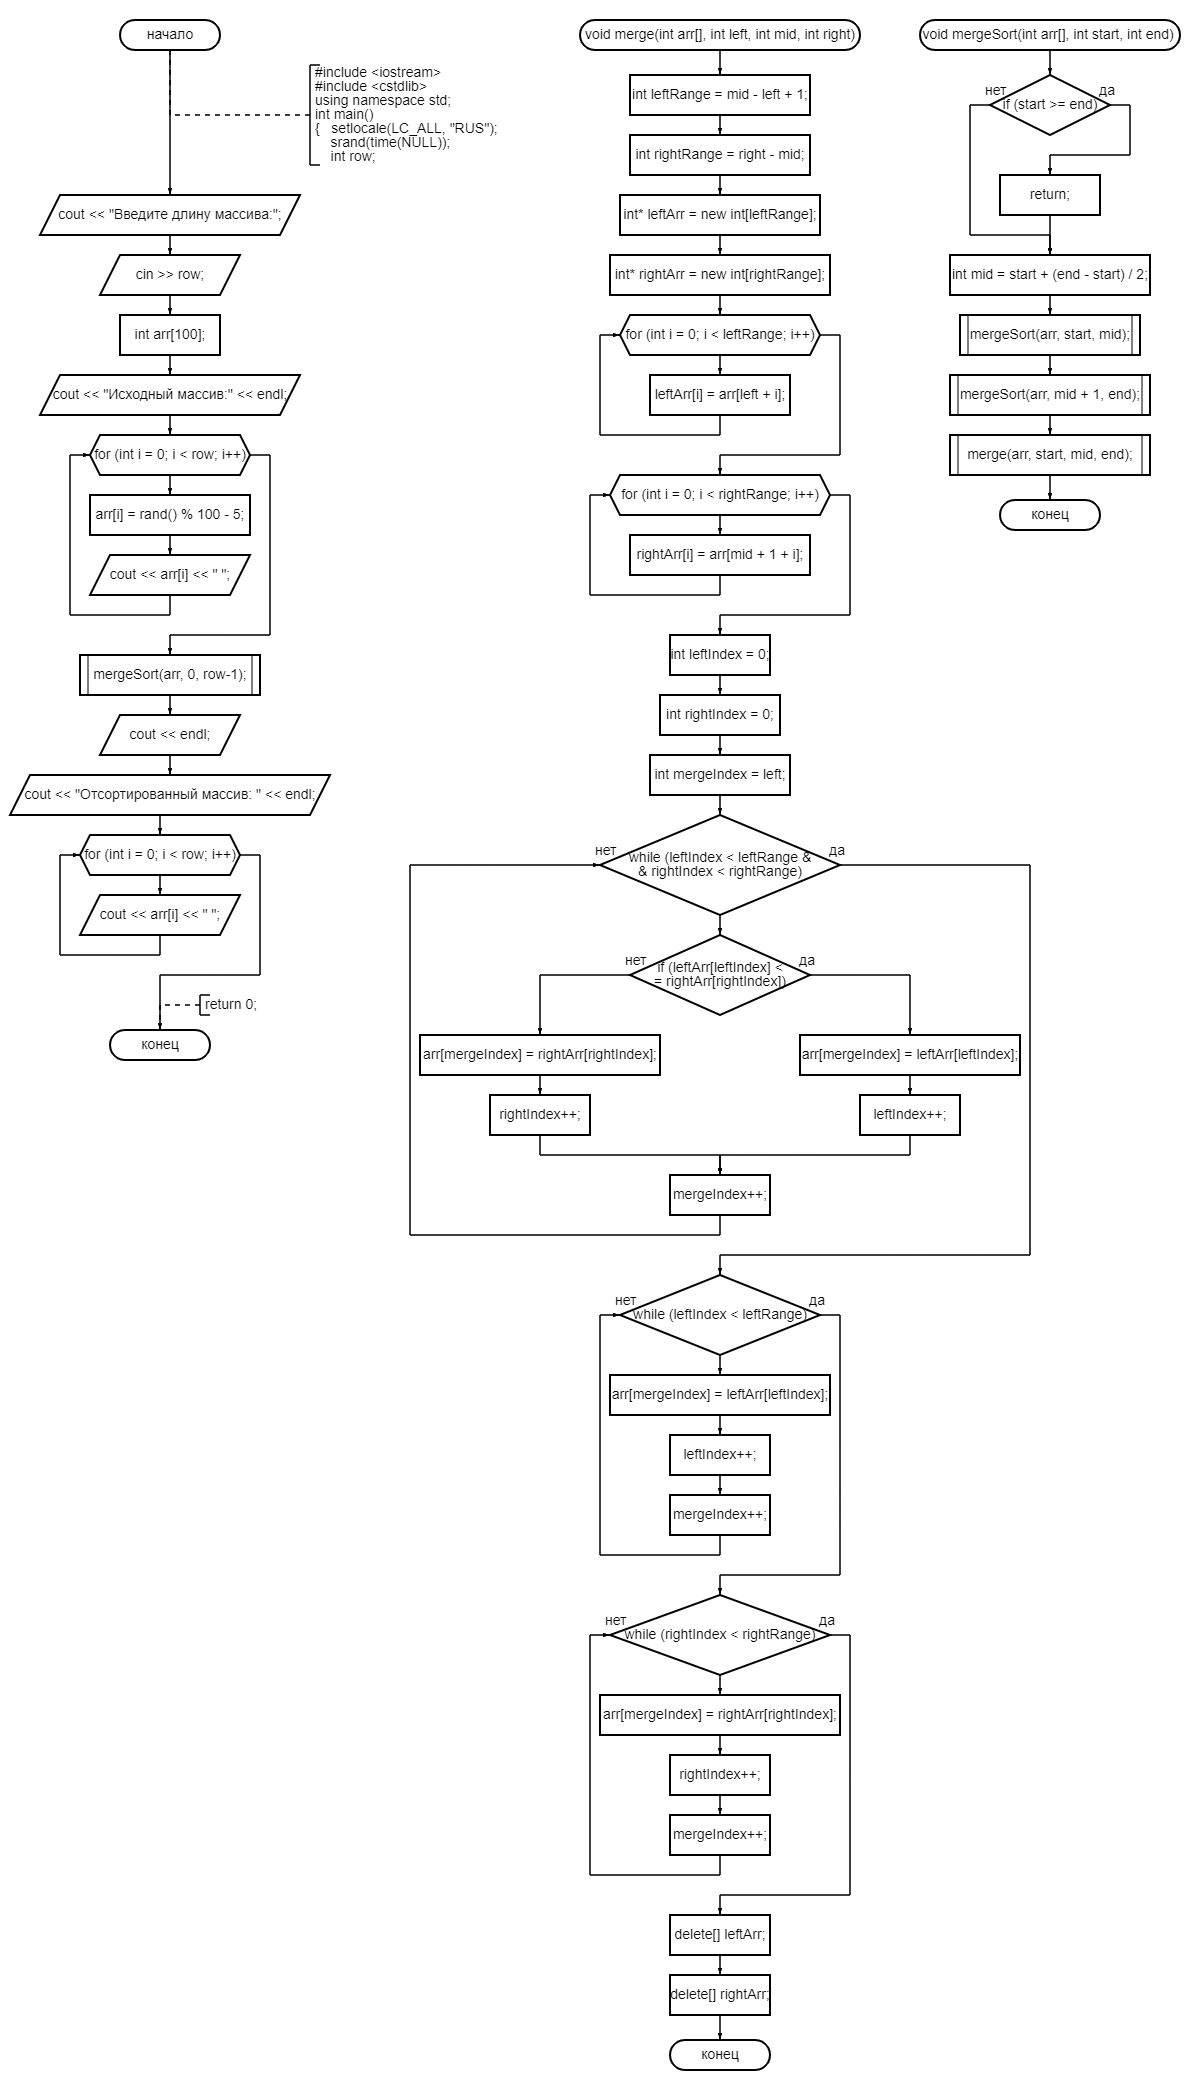 начало
#include <iostream>
#include <cstdlib>
using namespace std;
int main()
{   setlocale(LC_ALL, "RUS");
srand(time(NULL));
int row;
cout << "Введите длину массива:";
cin >> row;
int arr[100];
cout << "Исходный массив:" << endl;
for (int i = 0; i < row; i++)
arr[i] = rand() % 100 - 5;
cout << arr[i] << " ";
mergeSort(arr, 0, row-1);
cout << endl;
cout << "Отсортированный массив: " << endl;
for (int i = 0; i < row; i++)
cout << arr[i] << " ";
return 0;
конец
void merge(int arr[], int left, int mid, int right)
int leftRange = mid - left + 1;
int rightRange = right - mid;
int* leftArr = new int[leftRange];
int* rightArr = new int[rightRange];
for (int i = 0; i < leftRange; i++)
leftArr[i] = arr[left + i];
for (int i = 0; i < rightRange; i++)
rightArr[i] = arr[mid + 1 + i];
int leftIndex = 0;
int rightIndex = 0;
int mergeIndex = left;
нет
да
while (leftIndex < leftRange &
& rightIndex < rightRange)
нет
да
if (leftArr[leftIndex] <
= rightArr[rightIndex])
arr[mergeIndex] = rightArr[rightIndex];
arr[mergeIndex] = leftArr[leftIndex];
rightIndex++;
leftIndex++;
mergeIndex++;
нет
да
while (leftIndex < leftRange)
arr[mergeIndex] = leftArr[leftIndex];
leftIndex++;
mergeIndex++;
нет
да
while (rightIndex < rightRange)
arr[mergeIndex] = rightArr[rightIndex];
rightIndex++;
mergeIndex++;
delete[] leftArr;
delete[] rightArr;
конец
void mergeSort(int arr[], int start, int end)
нет
да
if (start >= end)
return;
int mid = start + (end - start) / 2;
mergeSort(arr, start, mid);
mergeSort(arr, mid + 1, end);
merge(arr, start, mid, end);
конец